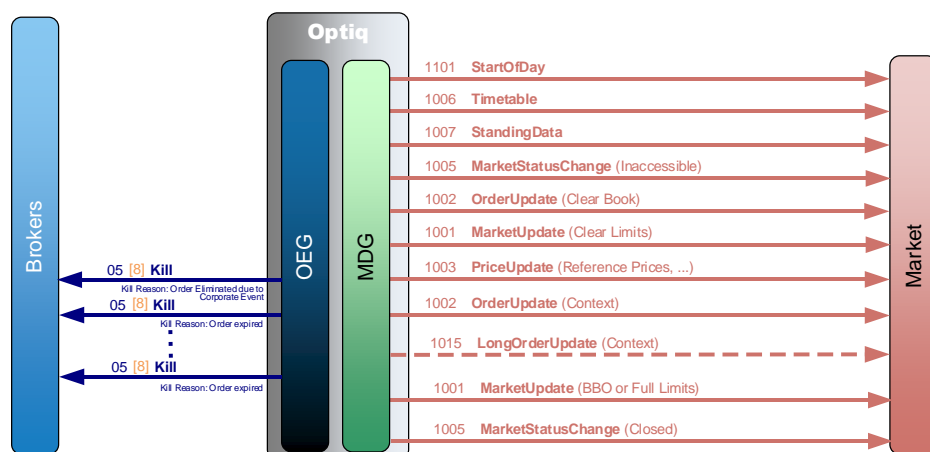 Optiq
Brokers
OEG
MDG
Market
1101 StartOfDay
1006 Timetable
1007 StandingData
1005 MarketStatusChange (Inaccessible)
1002 OrderUpdate (Clear Book)
1001 MarketUpdate (Clear Limits)
1003 PriceUpdate (Reference Prices, ...)
1002 OrderUpdate (Context)
1015 LongOrderUpdate (Context)
1001 MarketUpdate (BBO or Full Limits)
1005 MarketStatusChange (Closed)
05 [8] Kill
Kill Reason: Order Eliminated due to
Corporate Event
05 [8] Kill
Kill Reason: Order expired
05 [8] Kill
Kill Reason: Order expired